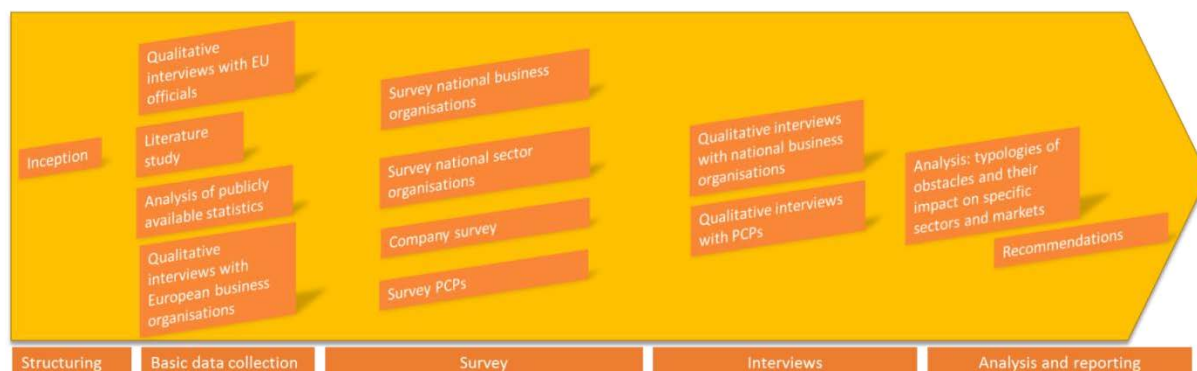 Inception
Qualitative
interviews with EU
officials
Literature
study
Analysis of publicly
available statistics
Qualitative
interviews with
European business
organisations
Survey national business
organisations
Survey national sector
organisations
Company survey
Survey PCPs
Qualitative interviews
with national business
organisations
Qualitative interviews
with PCPs
Analysis: typologies of
obstacles and their
impact on specific
sectors and markets
Recommendations
Structuring
Basic data collection
Survey
Interviews
Analysis and reporting